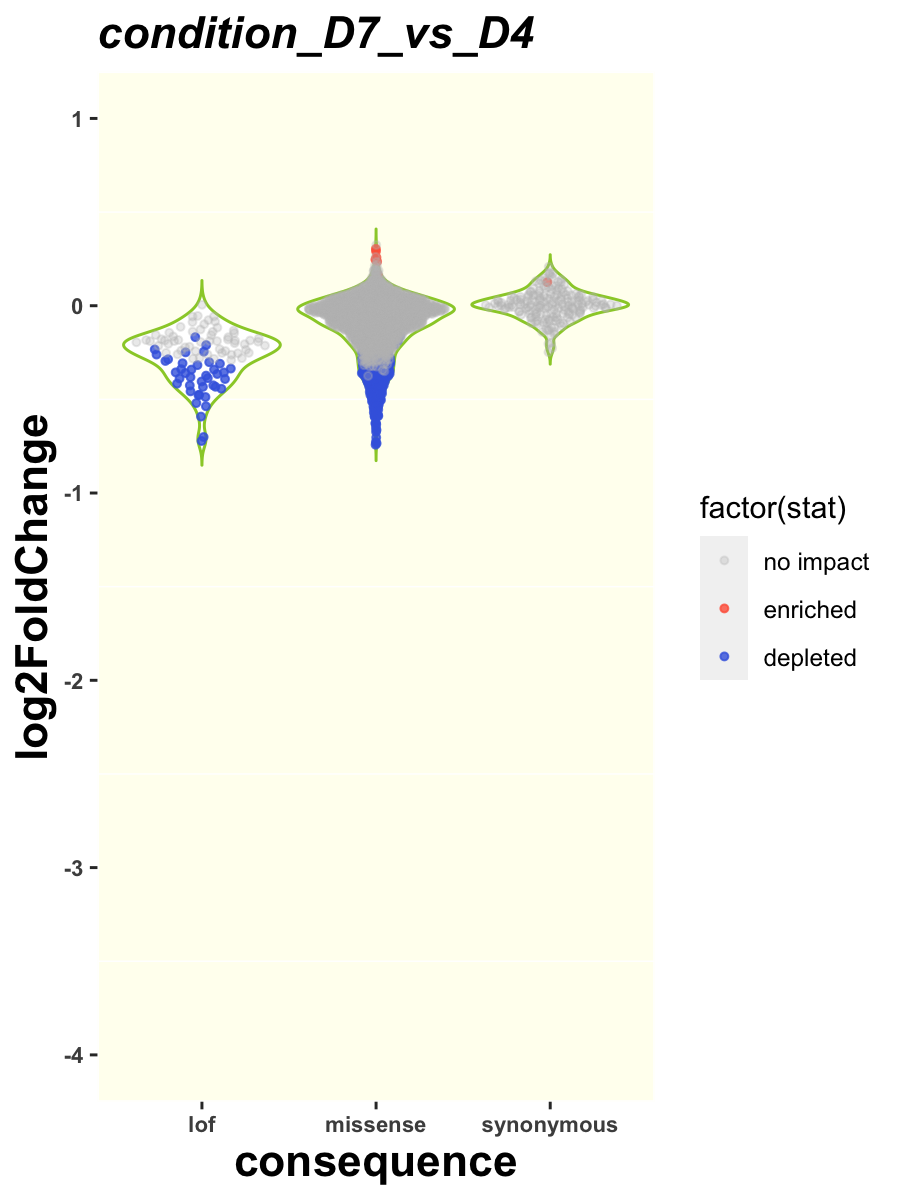 condition_D7_vs_D4
log2FoldChange
1
0
-1
-2
-3
-4
lof missense synonymous
consequence
factor(stat)
no impact
enriched
depleted